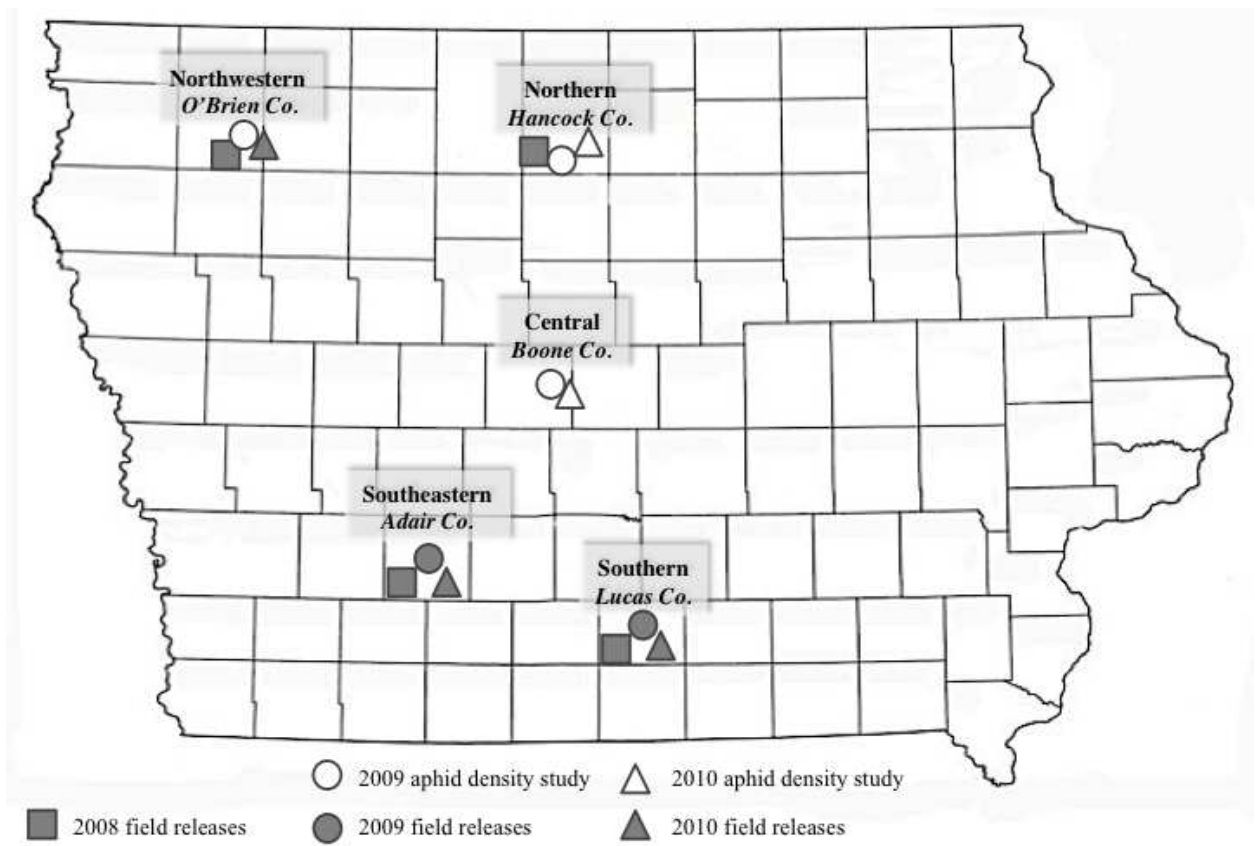 Northwestern
O'Brien Co.
Northern
Hancock Co.
Central
Boone Co.
Southeastern
Adair Co.
Southern
Lucas Co.
2009 aphid density study
2010 aphid density study
2008 field releases
2009 field releases
2010 field releases